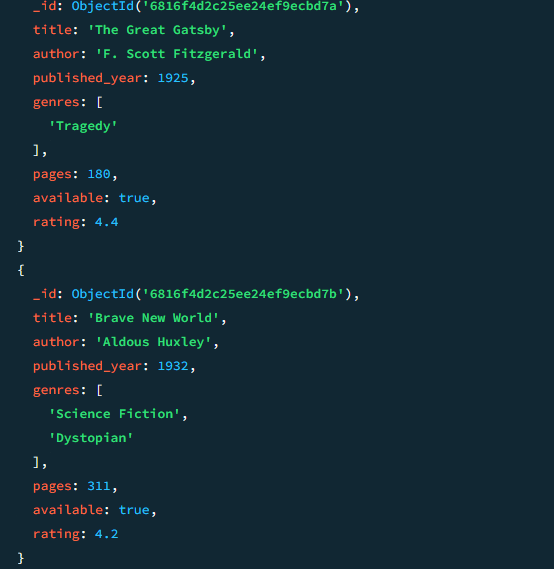 _id: ObjectId('6816f4d2c25ee24ef9ecbd7a'),
title: 'The Great Gatsby',
author: 'F. Scott Fitzgerald',
published_year: 1925,
genres: [
'Tragedy'
],
pages: 180,
available: true,
rating: 4.4
}
{
_id: ObjectId('6816f4d2c25ee24ef9ecbd7b'),
title: 'Brave New World',
author: 'Aldous Huxley',
published_year: 1932,
genres: [
'Science Fiction',
'Dystopian'
],
pages: 311,
available: true,
rating: 4.2
}